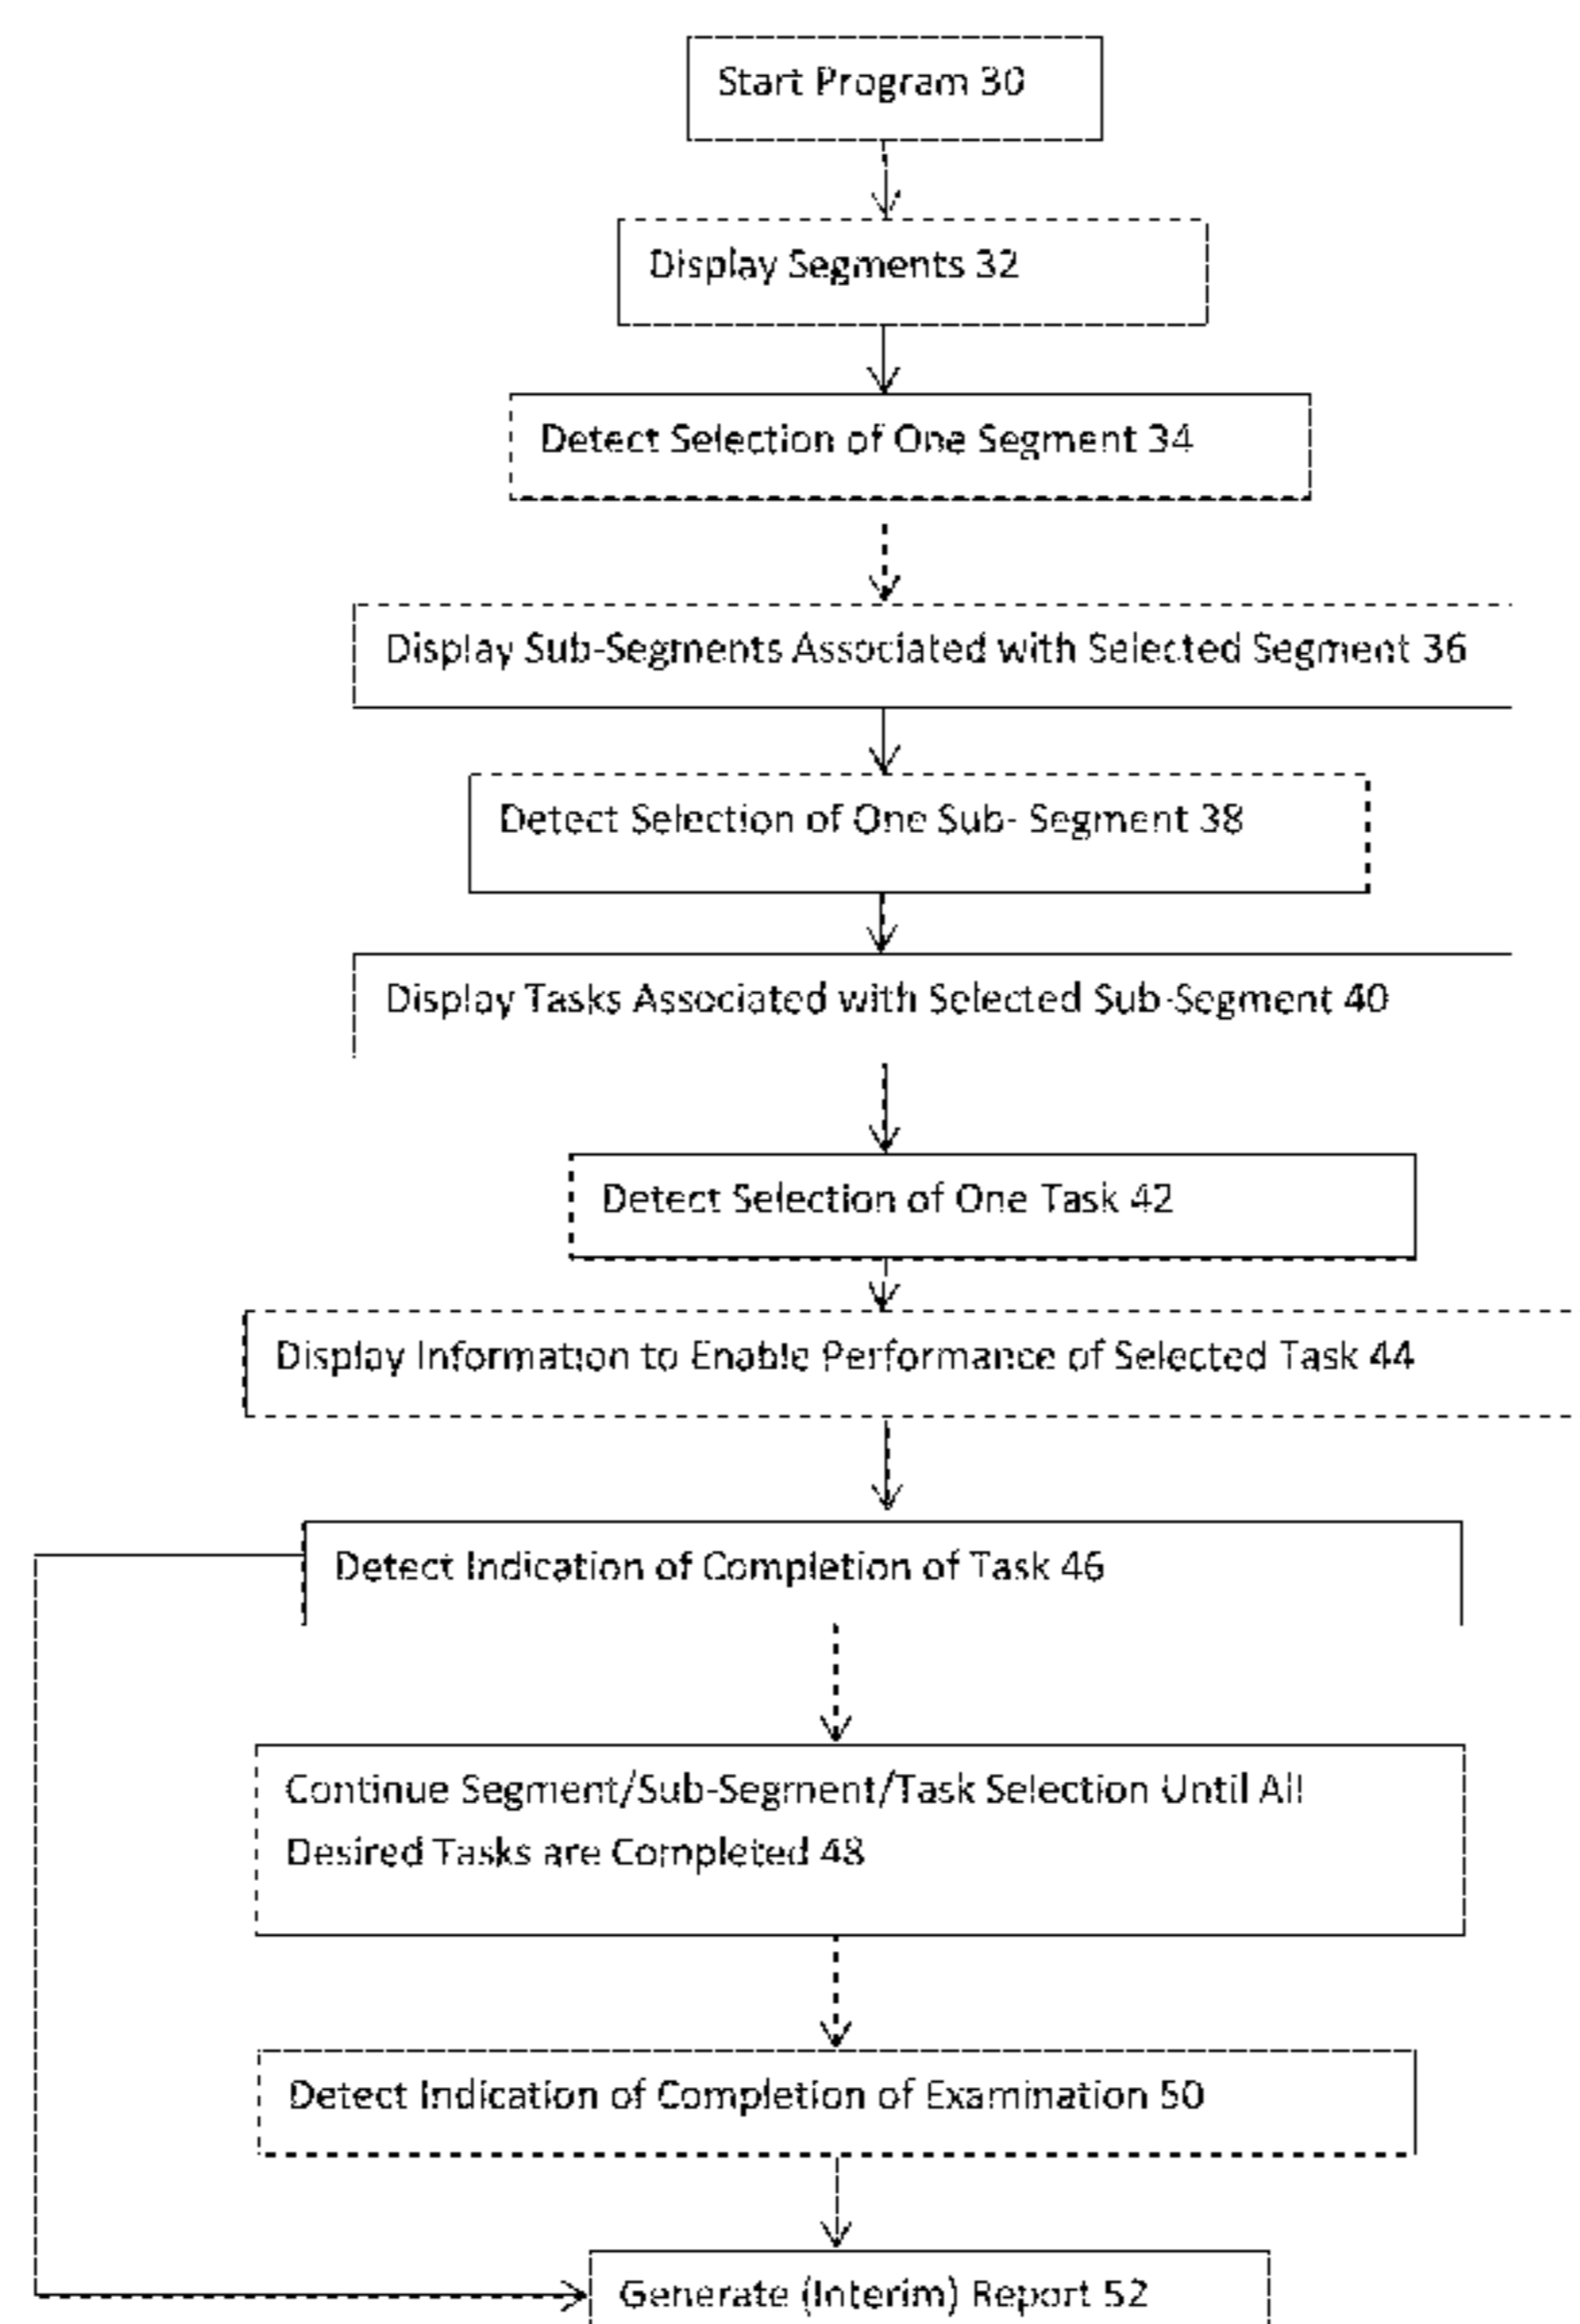 Start Program 30
Display Segments 32
Detect Selection of One Segment 34
Display Sub-Segments Associated with Selected Segment 36
Detect Selection of One Sub- Segment 38
Display Tasks Associated with Selected Sub-Segment 40
Detect Selection of One Task 42
Display Information to Enable Performance of Selected Task 44
Detect Indication of Completion of Task 46
Continue Segment/Sub-Segment/Task Selection Until All
Desired Tasks are Completed 48
Detect Indication of Completion of Examination 50
Generate (Interim) Report 52